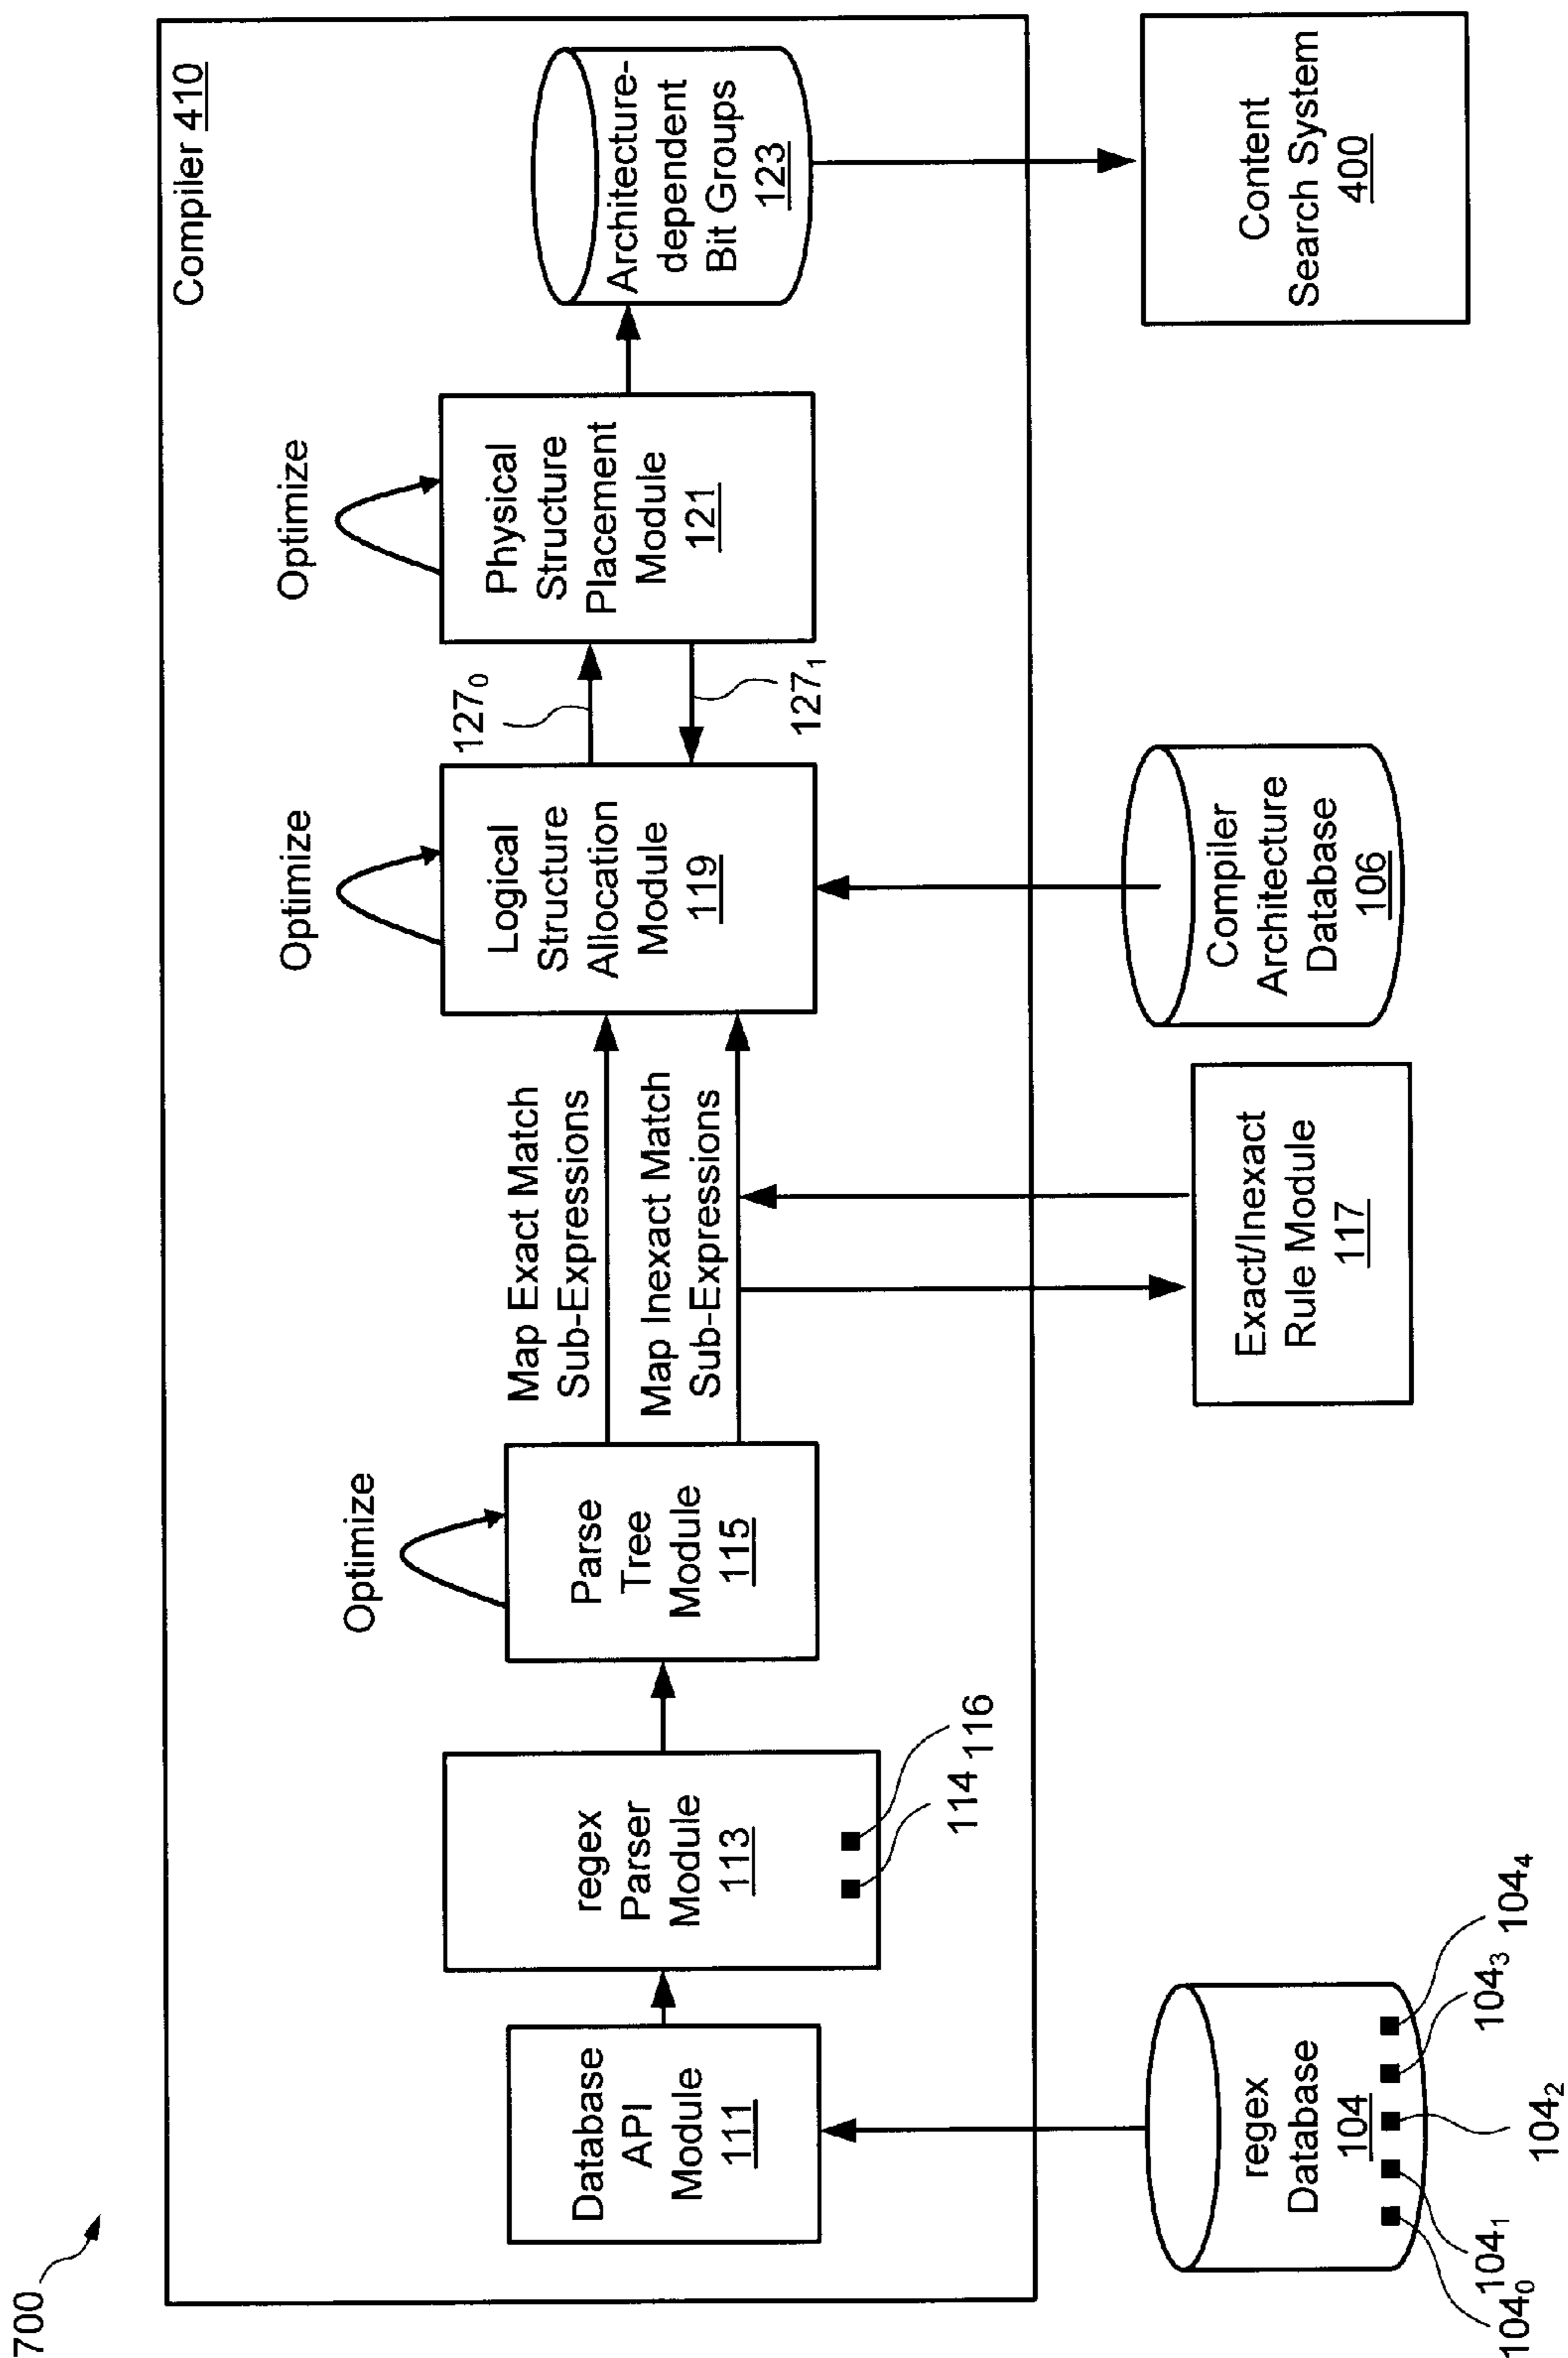 700
Compiler 410
Database
API
Module
111
regex
Parser
Module
113
114
116
Optimize
Parse
Tree
Module
115
Map Exact Match
Sub-Expressions
Map Inexact Match
Sub-Expressions
Optimize
Logical
Structure
Allocation
Module
119
127₀
127₁
Optimize
Physical
Structure
Placement
Module
121
Architecture-
dependent
Bit Groups
123
regex
Database
104
104₀
104₁
104₂
104₃
104₄
Exact/Inexact
Rule Module
117
Compiler
Architecture
Database
106
Content
Search System
400